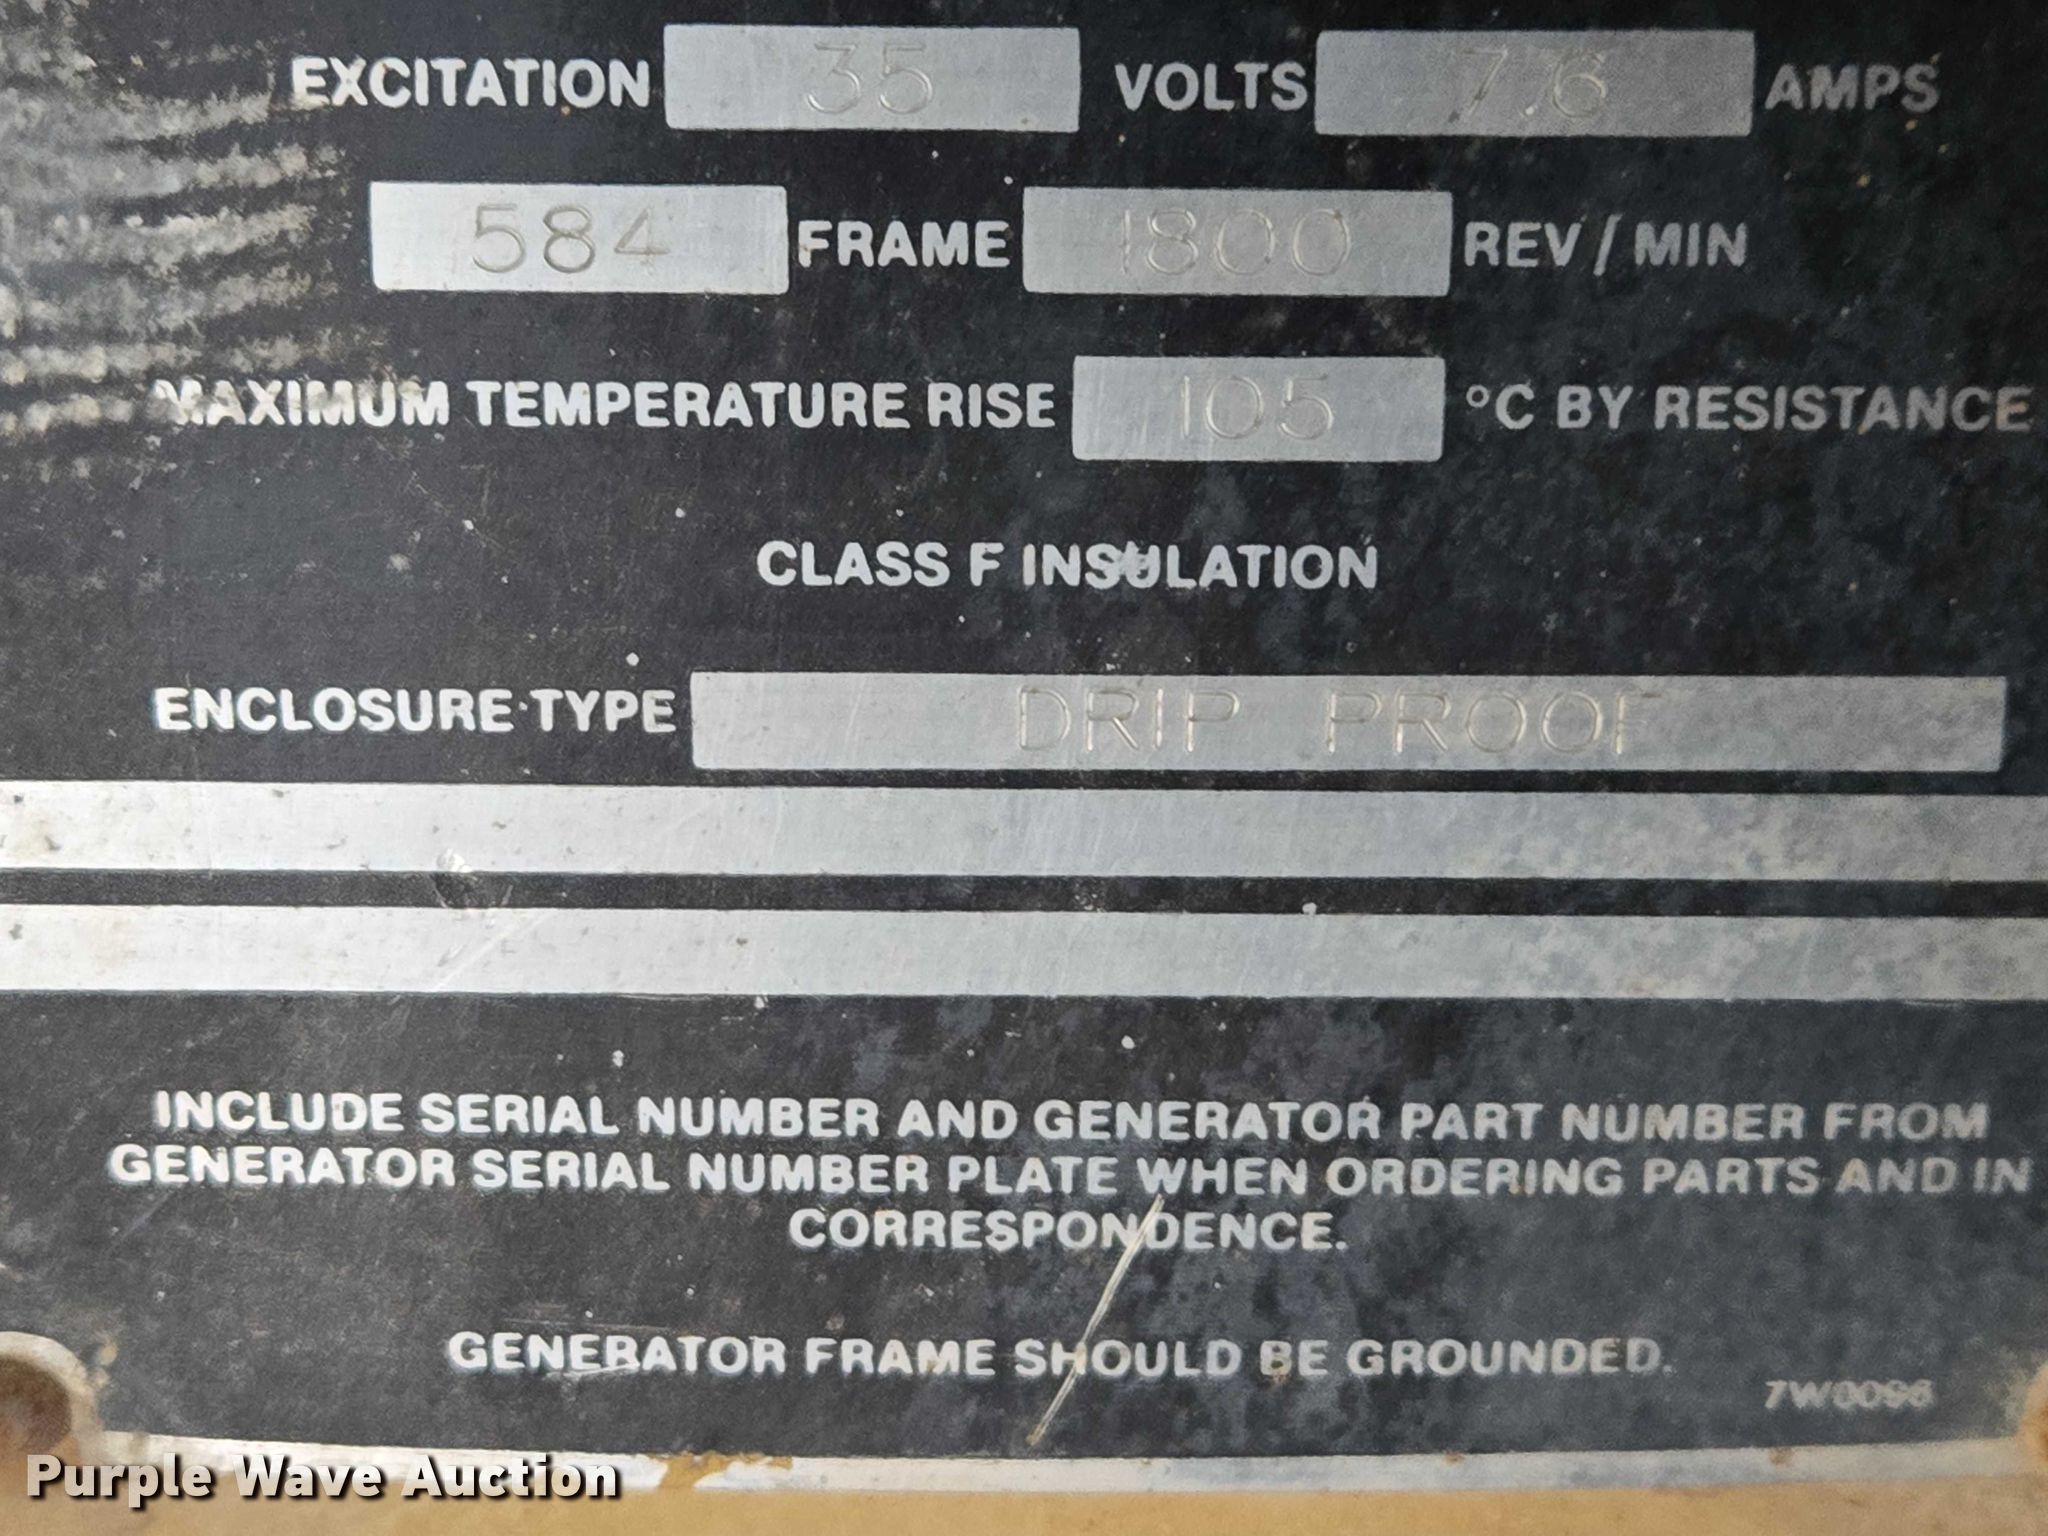 EXCITATION 35 VOLTS 7.6 AMPS
584 FRAME 1800 REV / MIN
MAXIMUM TEMPERATURE RISE 105 °C BY RESISTANCE
CLASS F INSULATION
ENCLOSURE TYPE DRIP PROOF
INCLUDE SERIAL NUMBER AND GENERATOR PART NUMBER FROM
GENERATOR SERIAL NUMBER PLATE WHEN ORDERING PARTS AND IN
CORRESPONDENCE.
GENERATOR FRAME SHOULD BE GROUNDED.
7W0096
Purple Wave Auction